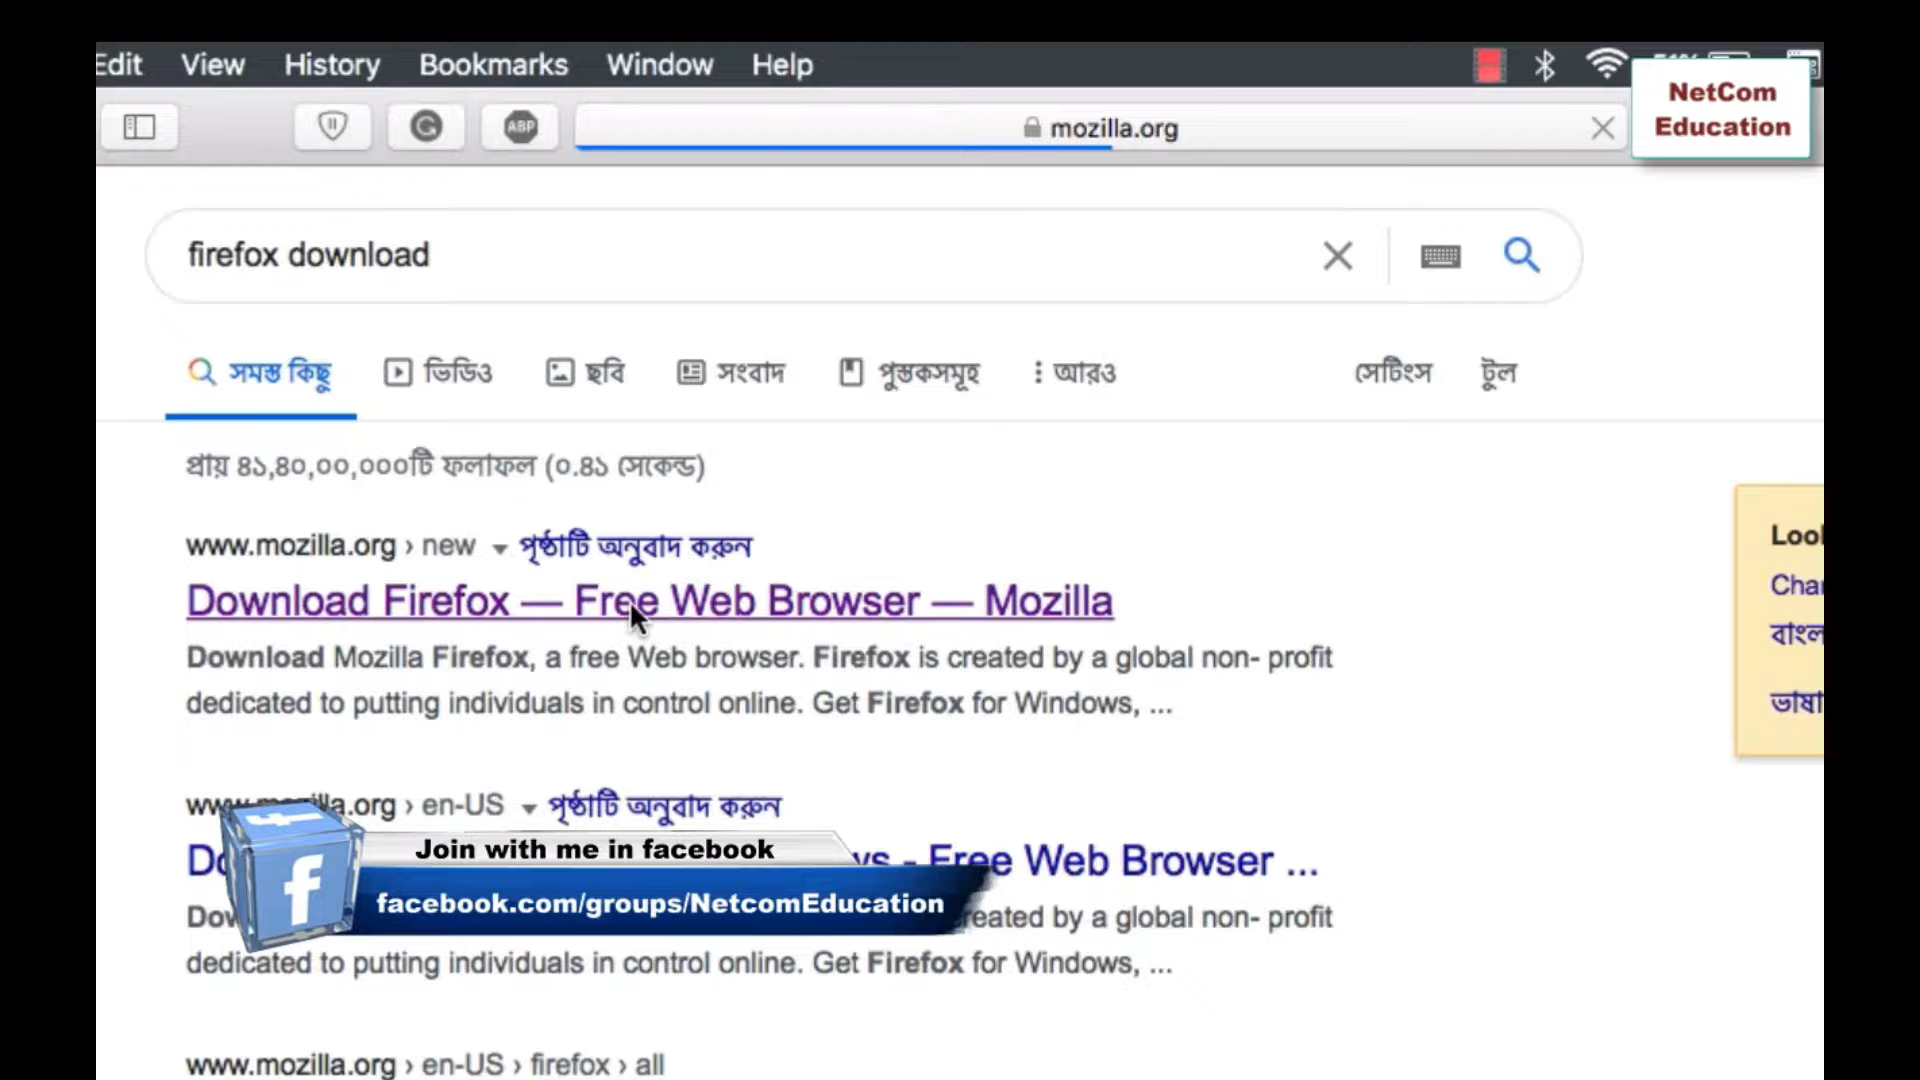 Edit View History Bookmarks Window Help
NetCom
Education
ABP
mozilla.org
firefox download
সমস্ত কিছু ভিডিও ছবি সংবাদ পুস্তকসমূহ আরও সেটিংস টুল
প্রায় ৪১,৪০,০০,০০০টি ফলাফল (০.৪১ সেকেন্ড)
www.mozilla.org › new পৃষ্ঠাটি অনুবাদ করুন
Download Firefox — Free Web Browser — Mozilla
Download Mozilla Firefox, a free Web browser. Firefox is created by a global non- profit
dedicated to putting individuals in control online. Get Firefox for Windows, ...
www.mozilla.org › en-US পৃষ্ঠাটি অনুবাদ করুন
Join with me in facebook
- Free Web Browser ...
facebook.com/groups/NetcomEducation
by a global non- profit
dedicated to putting individuals in control online. Get Firefox for Windows, ...
www.mozilla.org › en-US › firefox › all